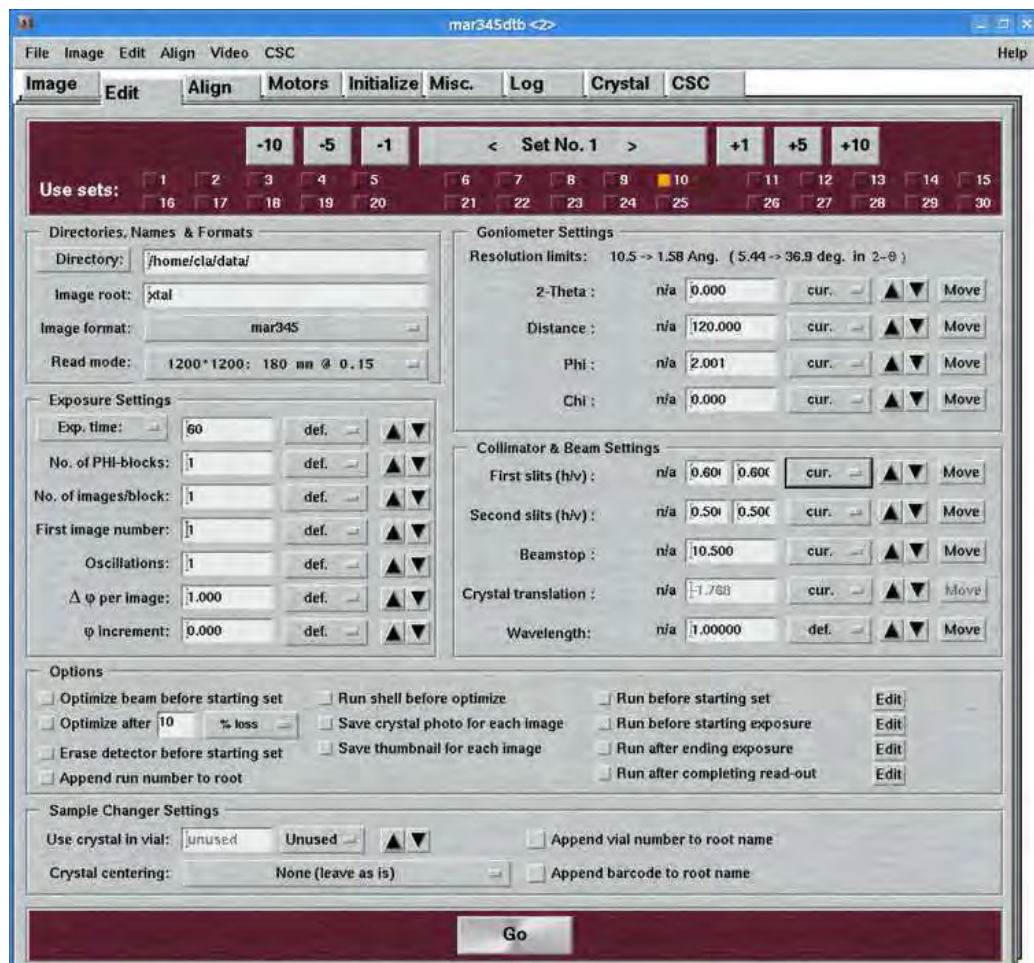 mar345dtb <2>
File Image Edit Align Video CSC Help
Image Edit Align Motors Initialize Misc. Log Crystal CSC
-10 -5 -1 < Set No. 1 > +1 +5 +10
Use sets:
1 2 3 4 5 6 7 8 9 10 11 12 13 14 15
16 17 18 19 20 21 22 23 24 25 26 27 28 29 30
Directories, Names & Formats
Directory: /home/cla/data/
Image root: xtal
Image format: mar345
Read mode: 1200*1200: 180 mm @ 0.15
Goniometer Settings
Resolution limits: 10.5 -> 1.58 Ang. ( 5.44 -> 36.9 deg. in 2-θ )
2-Theta : n/a 0.000 cur. Move
Distance : n/a 120.000 cur. Move
Phi : n/a 2.001 cur. Move
Chi : n/a 0.000 cur. Move
Exposure Settings
Exp. time: 60 def.
No. of PHI-blocks: 1 def.
No. of images/block: 1 def.
First image number: 1 def.
Oscillations: 1 def.
Δ φ per image: 1.000 def.
φ increment: 0.000 def.
Collimator & Beam Settings
First slits (h/v) : n/a 0.600 0.600 cur. Move
Second slits (h/v) : n/a 0.500 0.500 cur. Move
Beamstop : n/a 10.500 cur. Move
Crystal translation : n/a -1.768 cur. Move
Wavelength: n/a 1.00000 def. Move
Options
Optimize beam before starting set Run shell before optimize Run before starting set Edit
Optimize after 10 % loss Save crystal photo for each image Run before starting exposure Edit
Erase detector before starting set Save thumbnail for each image Run after ending exposure Edit
Append run number to root Run after completing read-out Edit
Sample Changer Settings
Use crystal in vial: unused Unused Append vial number to root name
Crystal centering: None (leave as is) Append barcode to root name
Go